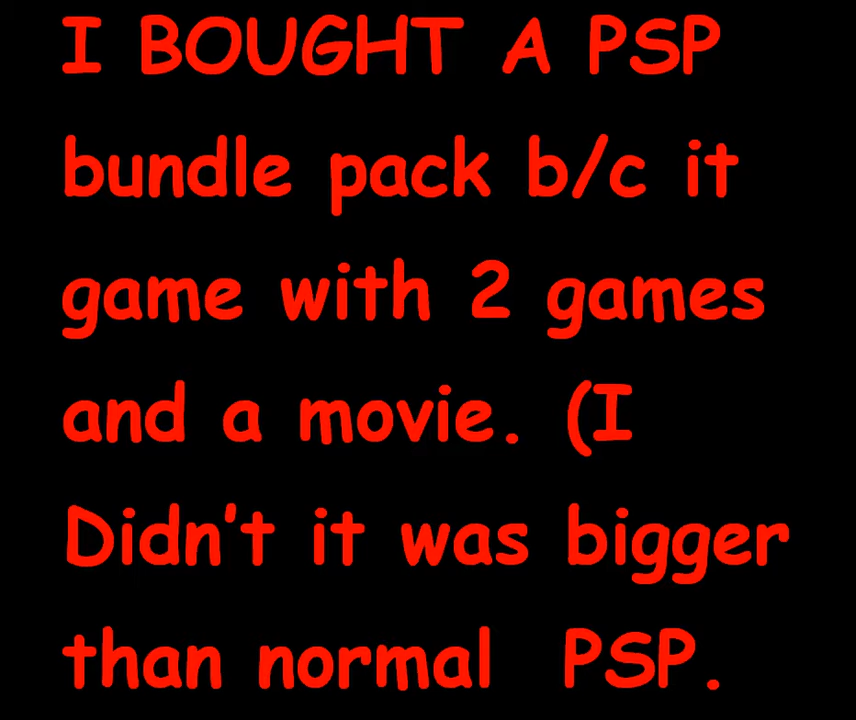 I BOUGHT A PSP
bundle pack b/c it
game with 2 games
and a movie. (I
Didn't it was bigger
than normal PSP.